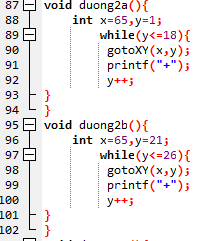 87 void duong2a(){
88 int x=65,y=1;
89 while(y<=18){
90 gotoXY(x,y);
91 printf("+");
92 y++;
93 }
94 }
95 void duong2b(){
96 int x=65,y=21;
97 while(y<=26){
98 gotoXY(x,y);
99 printf("+");
100 y++;
101 }
102 }